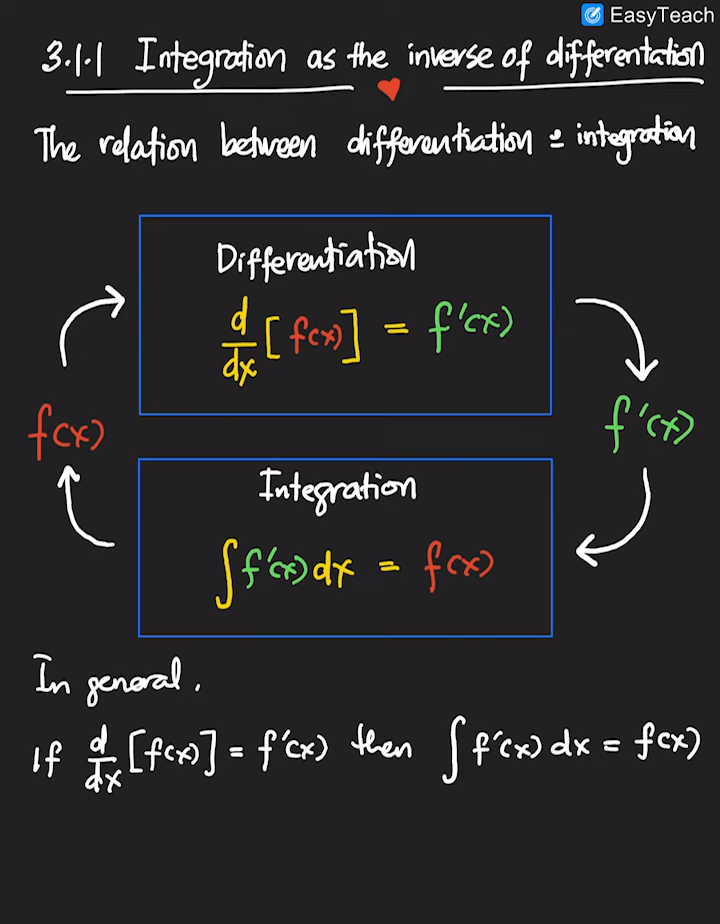 EasyTeach
3.1.1 Integration as the inverse of differentation
The relation between differentiation & integration
Differentiation
d/dx [f(x)] = f'(x)
f(x)
f'(x)
Integration
∫f'(x)dx = f(x)
In general,
If d/dx [f(x)] = f'(x) then ∫f'(x)dx = f(x)